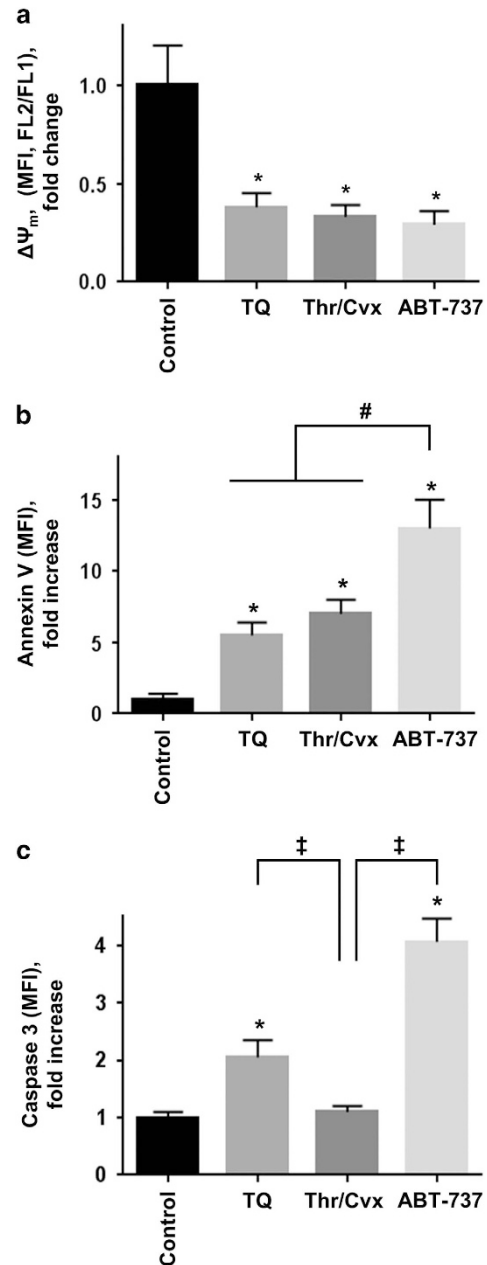 a
ΔΨm, (MFI, FL2/FL1),
fold change
1.0
0.5
0.0
*
*
*
Control
TQ
Thr/Cvx
ABT-737
b
#
Annexin V (MFI),
fold increase
15
10
5
0
*
*
*
Control
TQ
Thr/Cvx
ABT-737
c
‡
‡
Caspase 3 (MFI),
fold increase
4
3
2
1
0
*
*
Control
TQ
Thr/Cvx
ABT-737